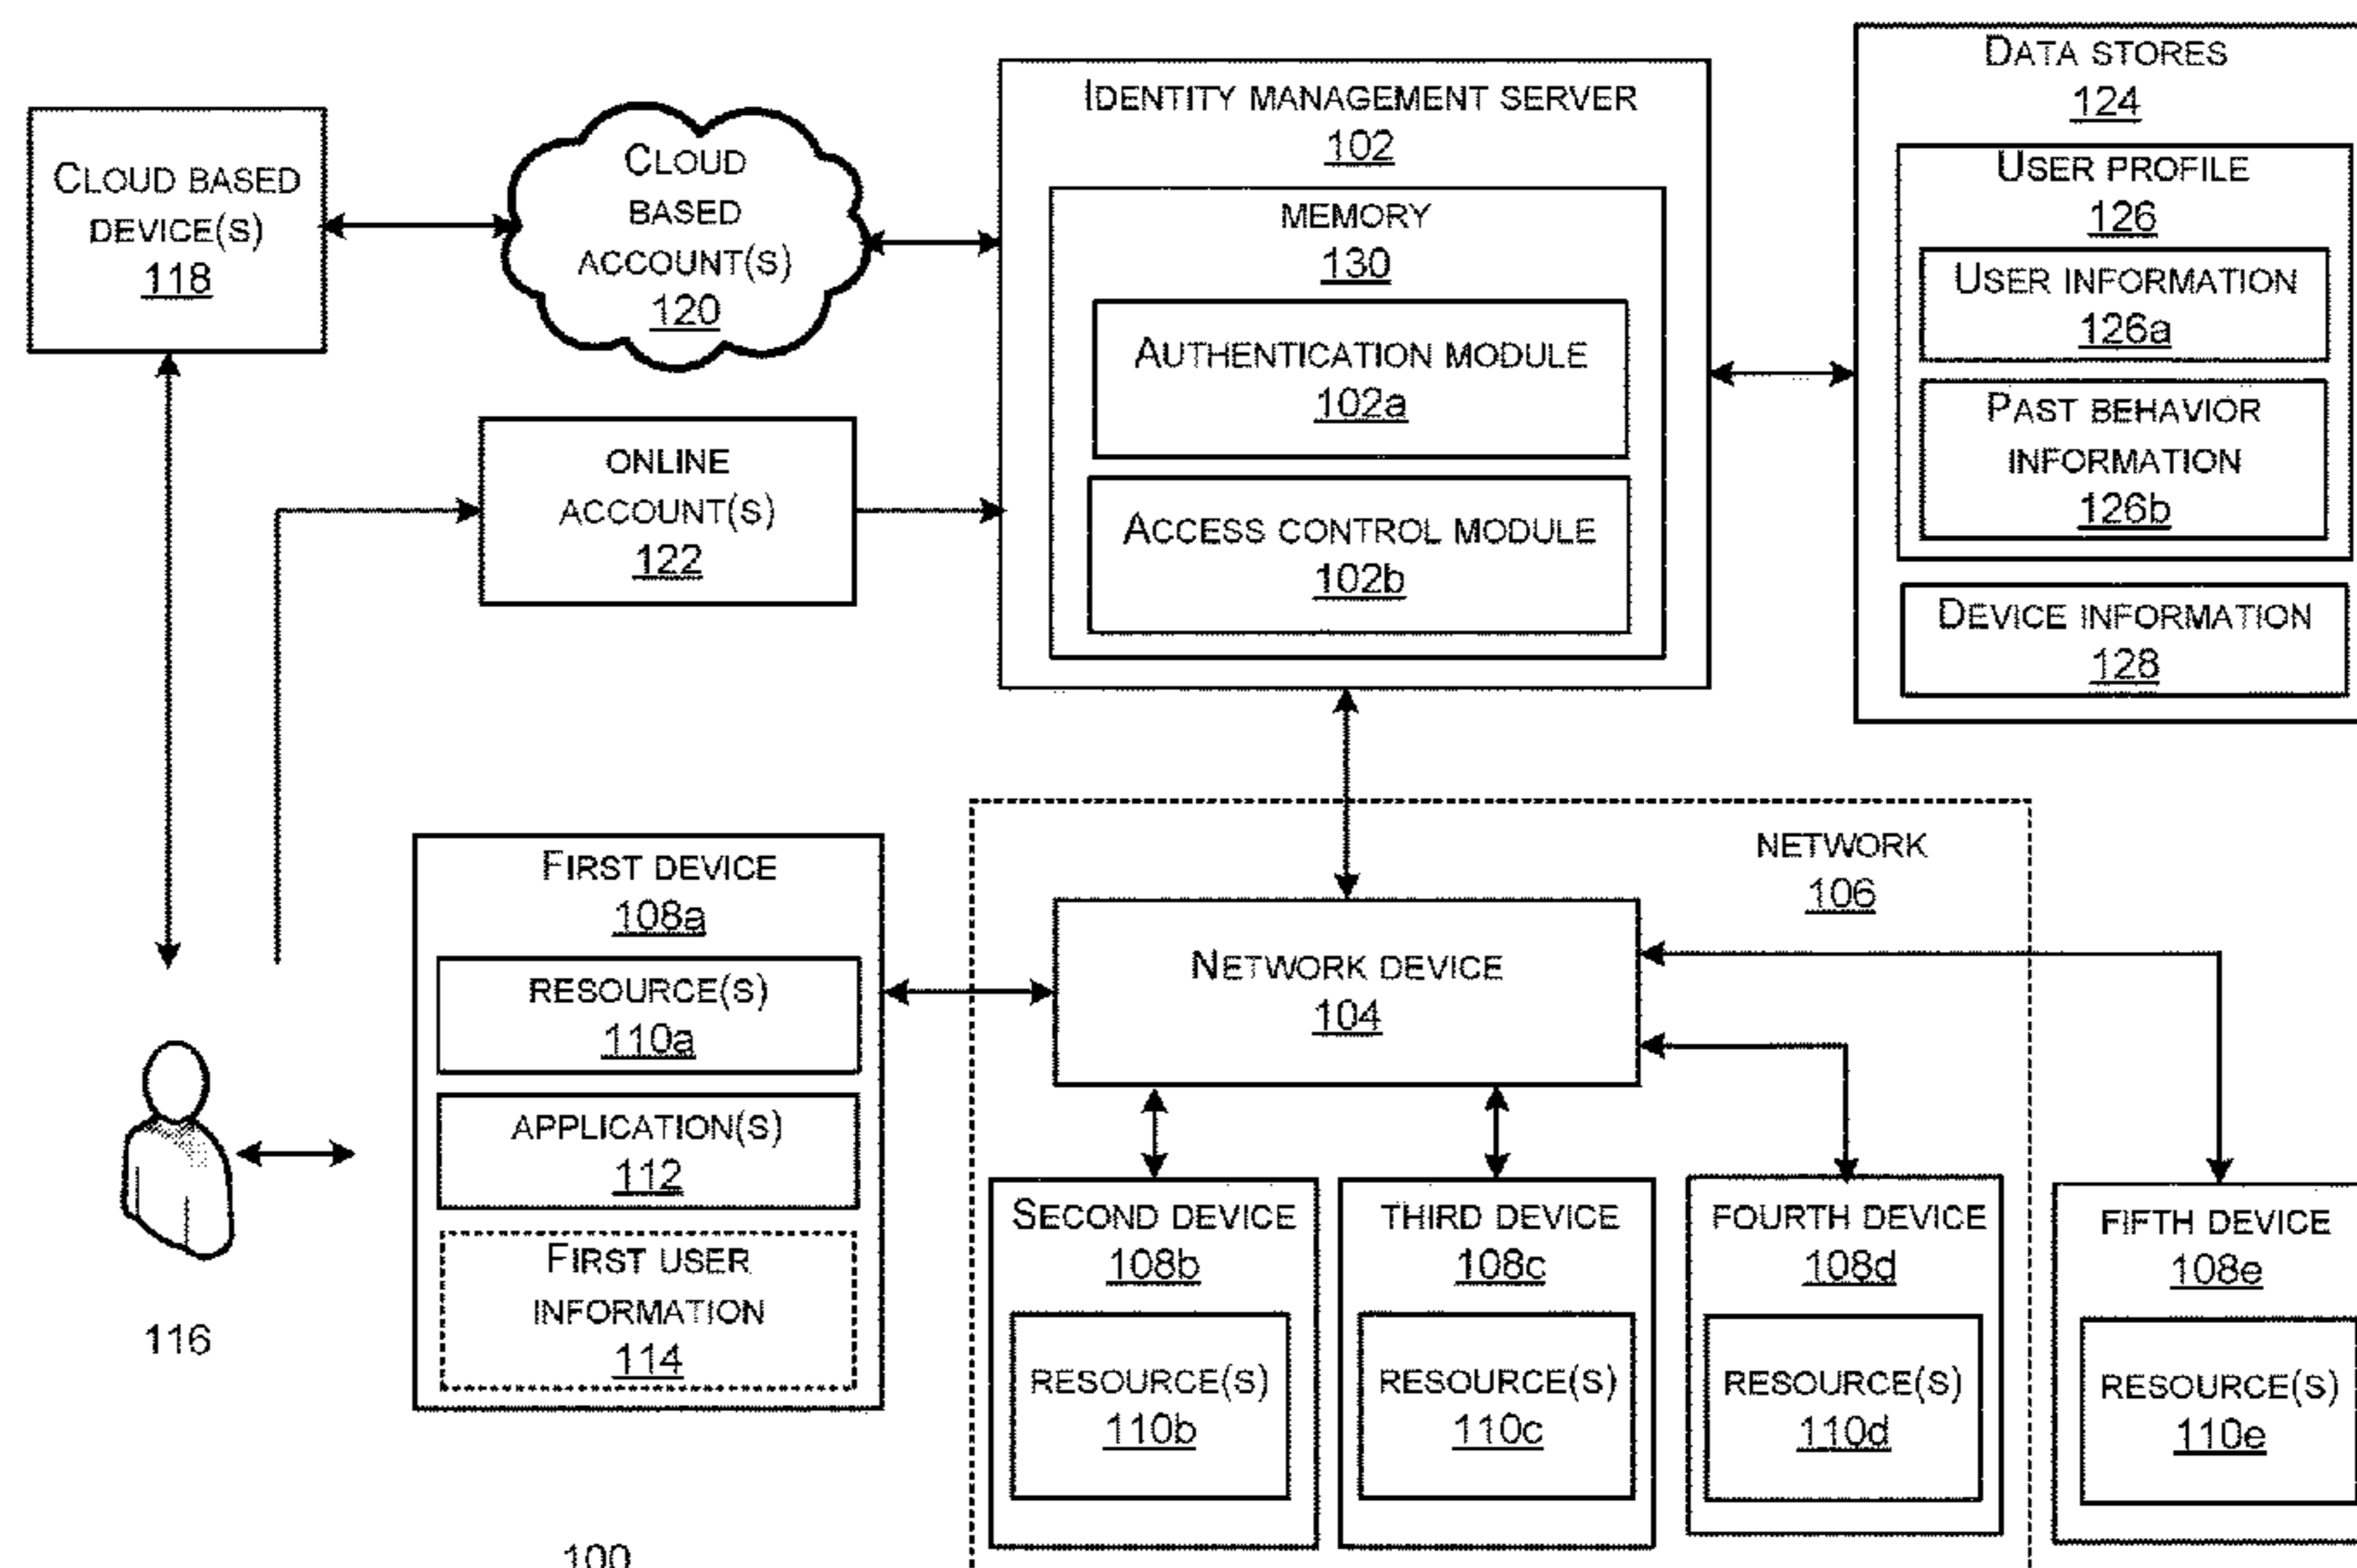 CLOUD BASED
DEVICE(S)
118
CLOUD
BASED
ACCOUNT(S)
120
ONLINE
ACCOUNT(S)
122
IDENTITY MANAGEMENT SERVER
102
MEMORY
130
AUTHENTICATION MODULE
102a
ACCESS CONTROL MODULE
102b
DATA STORES
124
USER PROFILE
126
USER INFORMATION
126a
PAST BEHAVIOR
INFORMATION
126b
DEVICE INFORMATION
128
116
FIRST DEVICE
108a
RESOURCE(S)
110a
APPLICATION(S)
112
FIRST USER
INFORMATION
114
NETWORK
106
NETWORK DEVICE
104
SECOND DEVICE
108b
RESOURCE(S)
110b
THIRD DEVICE
108c
RESOURCE(S)
110c
FOURTH DEVICE
108d
RESOURCE(S)
110d
FIFTH DEVICE
108e
RESOURCE(S)
110e
100